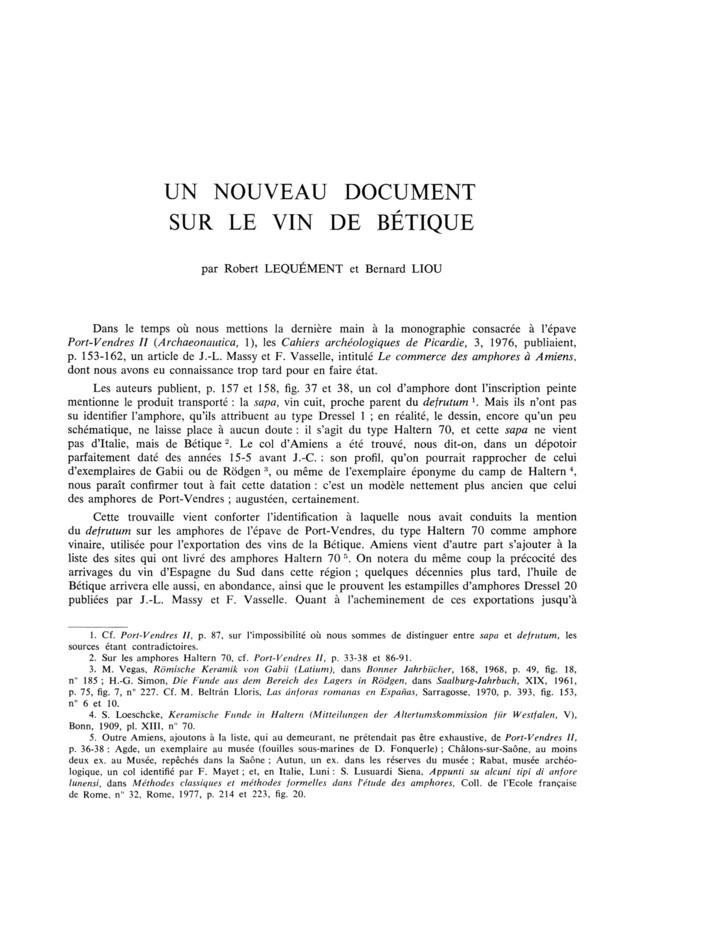 UN NOUVEAU DOCUMENT
SUR LE VIN DE BÉTIQUE
par Robert LEQUÉMENT et Bernard LIOU
Dans le temps où nous mettions la dernière main à la monographie consacrée à l'épave
Port-Vendres II (Archaeonautica, 1), les Cahiers archéologiques de Picardie, 3, 1976, publiaient,
p. 153-162, un article de J.-L. Massy et F. Vasselle, intitulé Le commerce des amphores à Amiens,
dont nous avons eu connaissance trop tard pour en faire état.
Les auteurs publient, p. 157 et 158, fig. 37 et 38, un col d'amphore dont l'inscription peinte
mentionne le produit transporté : la sapa, vin cuit, proche parent du defrutum ¹. Mais ils n'ont pas
su identifier l'amphore, qu'ils attribuent au type Dressel 1 ; en réalité, le dessin, encore qu'un peu
schématique, ne laisse place à aucun doute : il s'agit du type Haltern 70, et cette sapa ne vient
pas d'Italie, mais de Bétique ². Le col d'Amiens a été trouvé, nous dit-on, dans un dépotoir
parfaitement daté des années 15-5 avant J.-C. : son profil, qu'on pourrait rapprocher de celui
d'exemplaires de Gabii ou de Rödgen ³, ou même de l'exemplaire éponyme du camp de Haltern ⁴,
nous paraît confirmer tout à fait cette datation : c'est un modèle nettement plus ancien que celui
des amphores de Port-Vendres ; augustéen, certainement.
Cette trouvaille vient conforter l'identification à laquelle nous avait conduits la mention
du defrutum sur les amphores de l'épave de Port-Vendres, du type Haltern 70 comme amphore
vinaire, utilisée pour l'exportation des vins de la Bétique. Amiens vient d'autre part s'ajouter à la
liste des sites qui ont livré des amphores Haltern 70 ⁵. On notera du même coup la précocité des
arrivages du vin d'Espagne du Sud dans cette région ; quelques décennies plus tard, l'huile de
Bétique arrivera elle aussi, en abondance, ainsi que le prouvent les estampilles d'amphores Dressel 20
publiées par J.-L. Massy et F. Vasselle. Quant à l'acheminement de ces exportations jusqu'à
1. Cf. Port-Vendres II, p. 87, sur l'impossibilité où nous sommes de distinguer entre sapa et defrutum, les
sources étant contradictoires.
2. Sur les amphores Haltern 70, cf. Port-Vendres II, p. 33-38 et 86-91.
3. M. Vegas, Römische Keramik von Gabii (Latium), dans Bonner Jahrbücher, 168, 1968, p. 49, fig. 18,
n° 185 ; H.-G. Simon, Die Funde aus dem Bereich des Lagers in Rödgen, dans Saalburg-Jahrbuch, XIX, 1961,
p. 75, fig. 7, n° 227. Cf. M. Beltrán Lloris, Las ánforas romanas en Españas, Sarragosse, 1970, p. 393, fig. 153,
n° 6 et 10.
4. S. Loeschcke, Keramische Funde in Haltern (Mitteilungen der Altertumskommission für Westfalen, V),
Bonn, 1909, pl. XIII, n° 70.
5. Outre Amiens, ajoutons à la liste, qui au demeurant, ne prétendait pas être exhaustive, de Port-Vendres II,
p. 36-38 : Agde, un exemplaire au musée (fouilles sous-marines de D. Fonquerle) ; Châlons-sur-Saône, au moins
deux ex. au Musée, repêchés dans la Saône ; Autun, un ex. dans les réserves du musée ; Rabat, musée archéo-
logique, un col identifié par F. Mayet ; et, en Italie, Luni : S. Lusuardi Siena, Appunti su alcuni tipi di anfore
lunensi, dans Méthodes classiques et méthodes formelles dans l'étude des amphores, Coll. de l'Ecole française
de Rome, n° 32, Rome, 1977, p. 214 et 223, fig. 20.